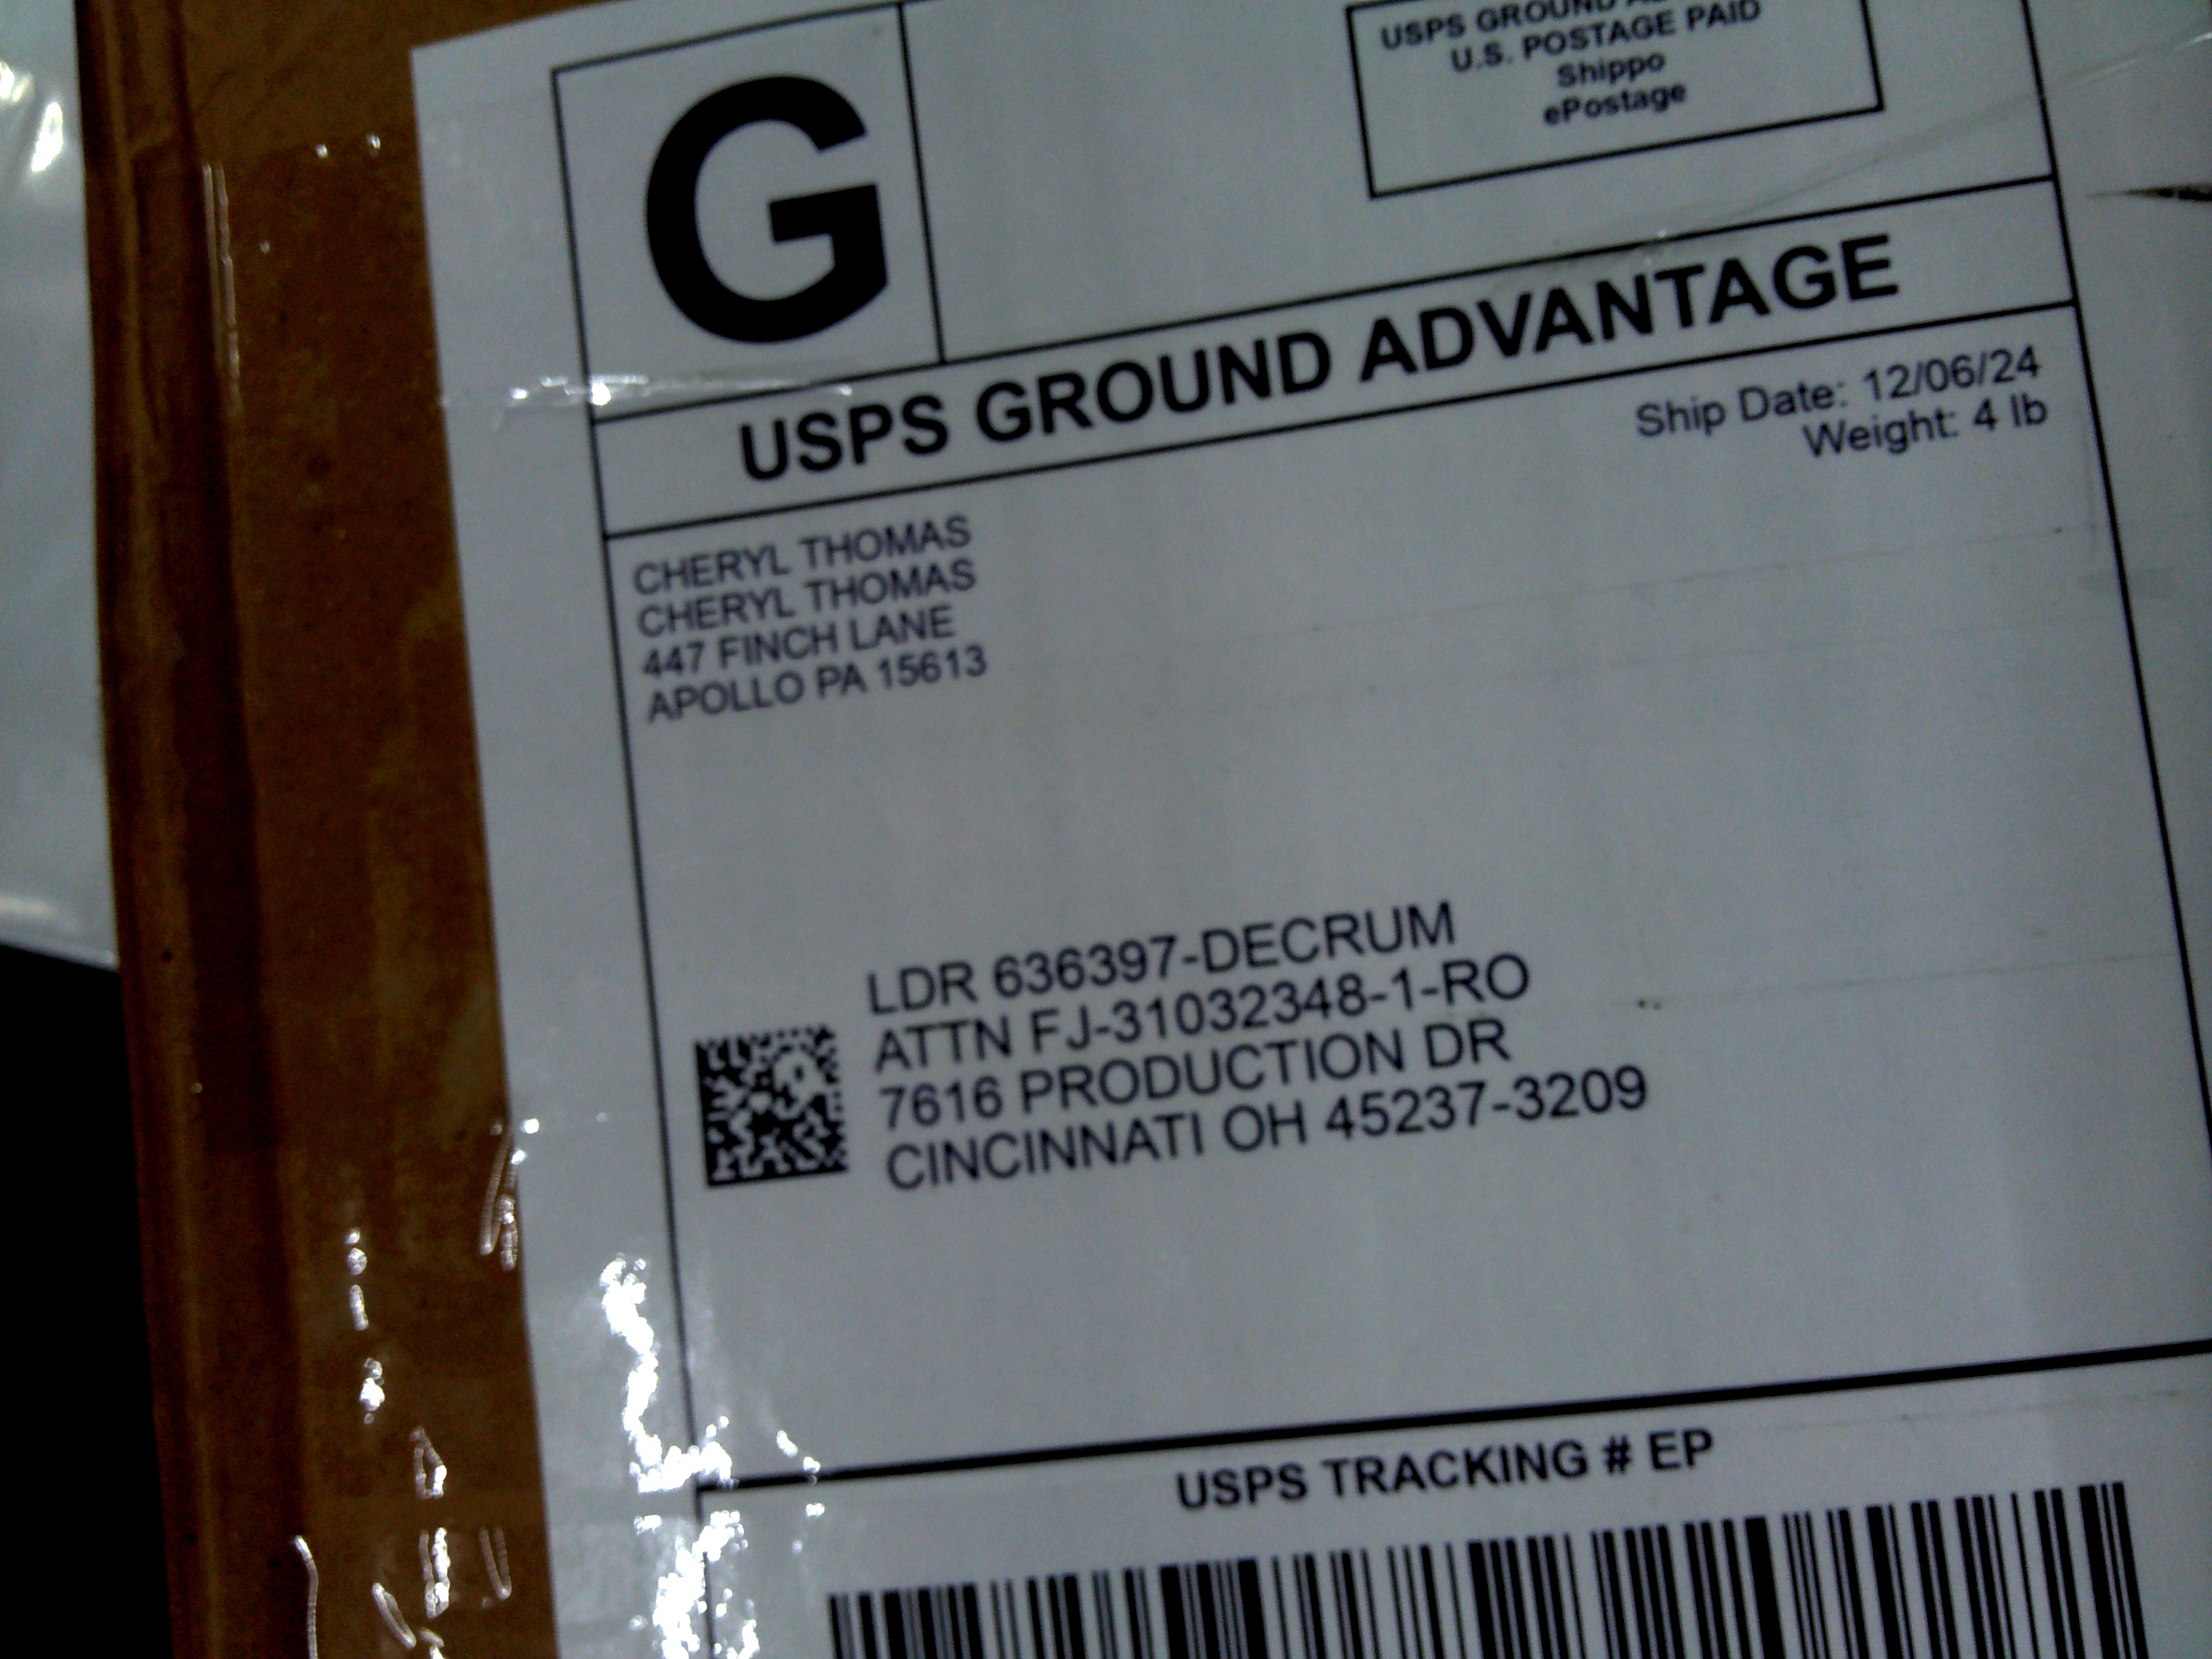 G
USPS GROUND
U.S. POSTAGE PAID
Shippo
ePostage
USPS GROUND ADVANTAGE
Ship Date: 12/06/24
Weight: 4 lb
CHERYL THOMAS
CHERYL THOMAS
447 FINCH LANE
APOLLO PA 15613
LDR 636397-DECRUM
ATTN FJ-31032348-1-RO
7616 PRODUCTION DR
CINCINNATI OH 45237-3209
USPS TRACKING # EP